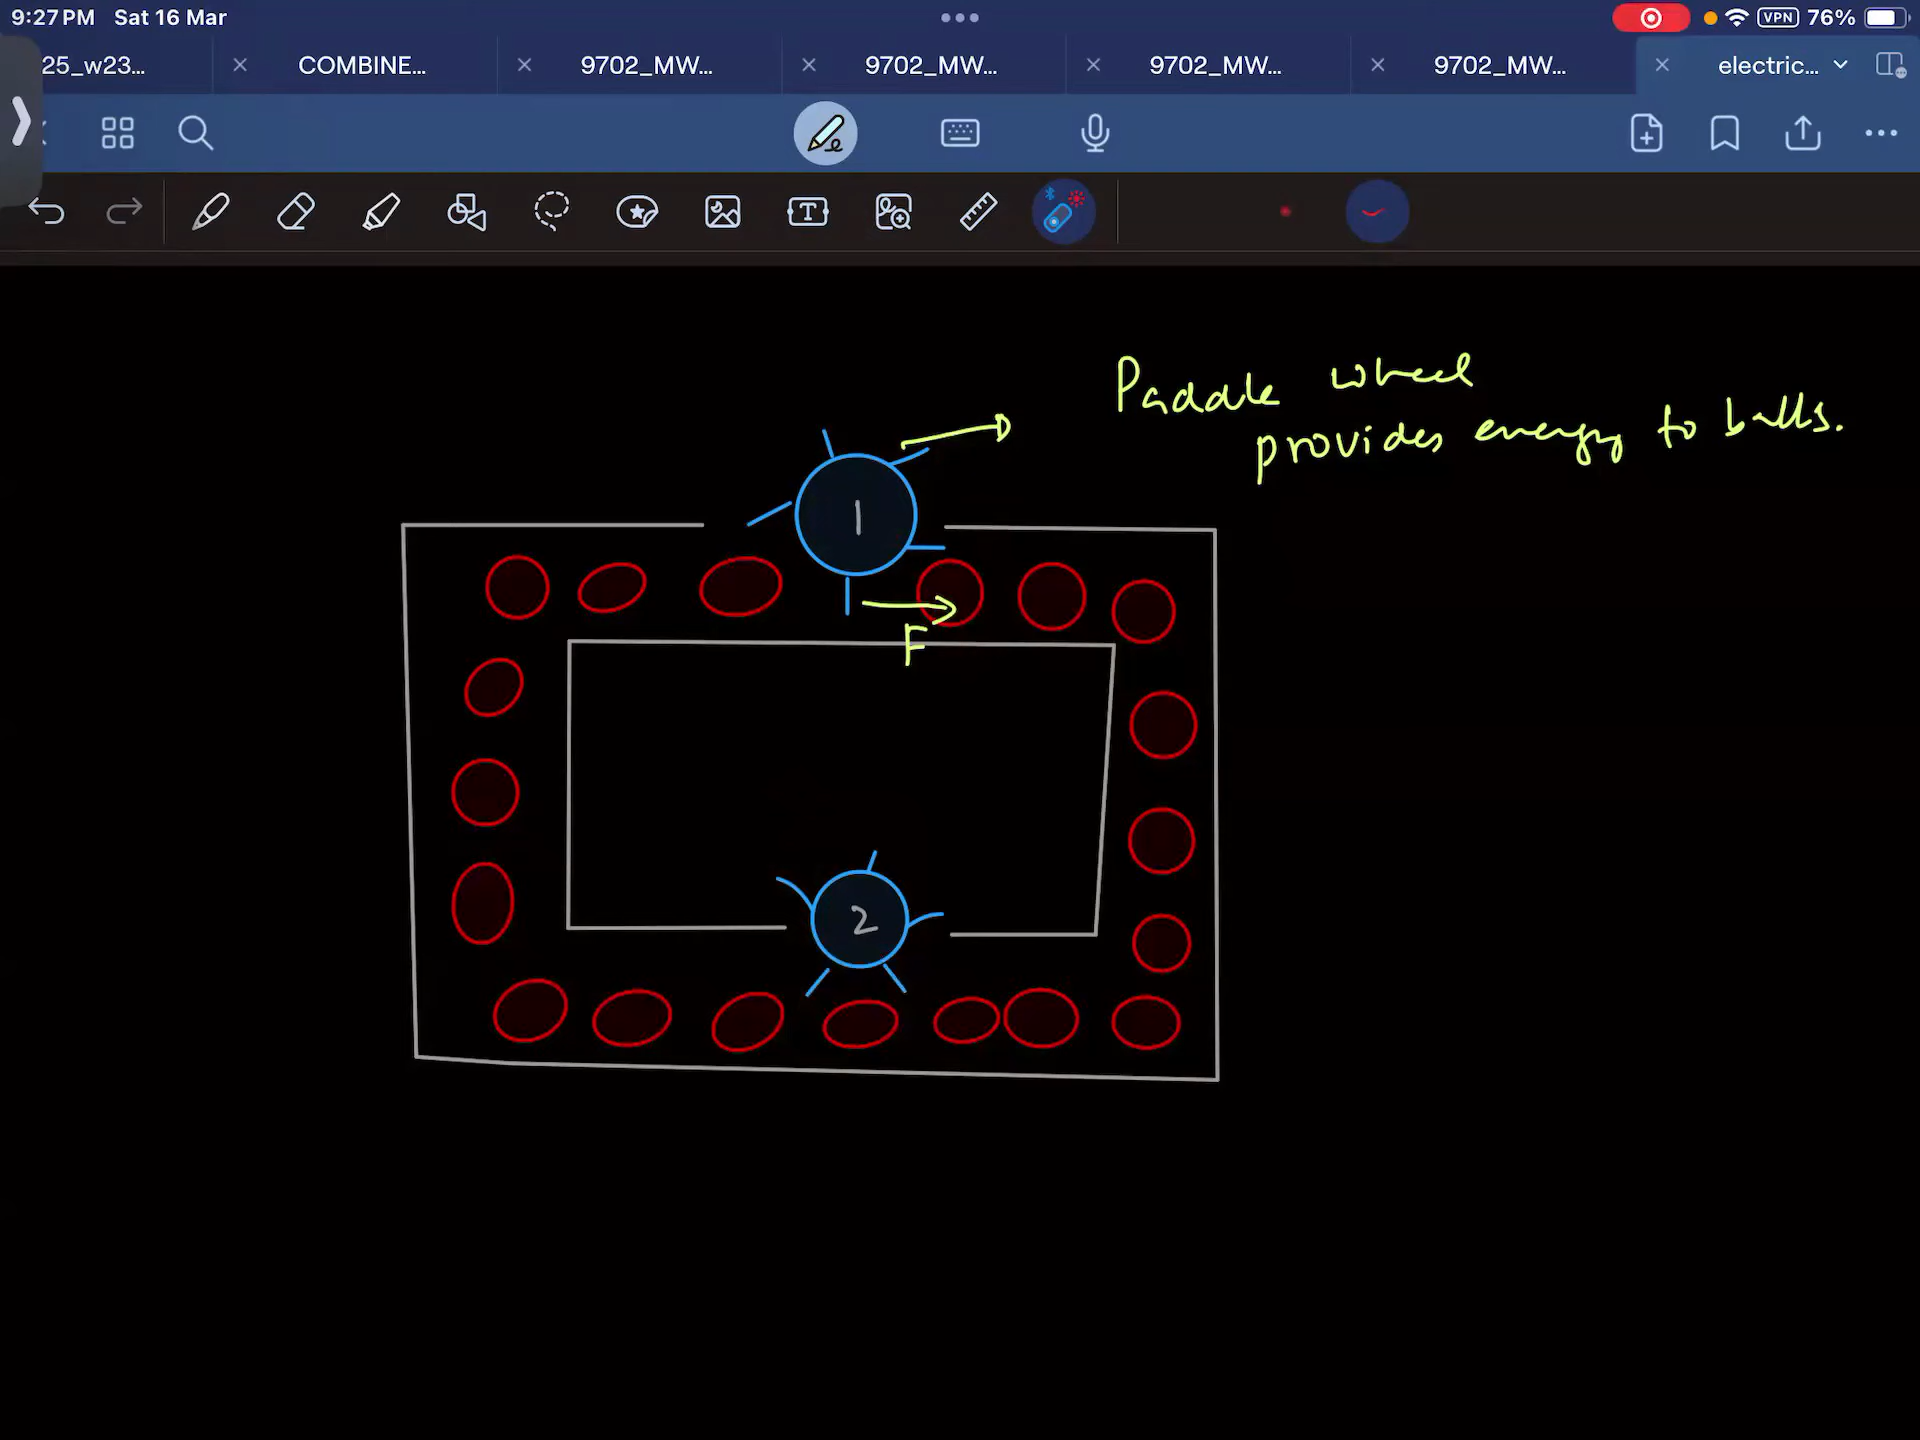 9:27 PM Sat 16 Mar
VPN 76%
25_w23...
COMBINE...
9702_MW...
9702_MW...
9702_MW...
9702_MW...
electric...
Paddle wheel
provides energy to balls.
1
F
2